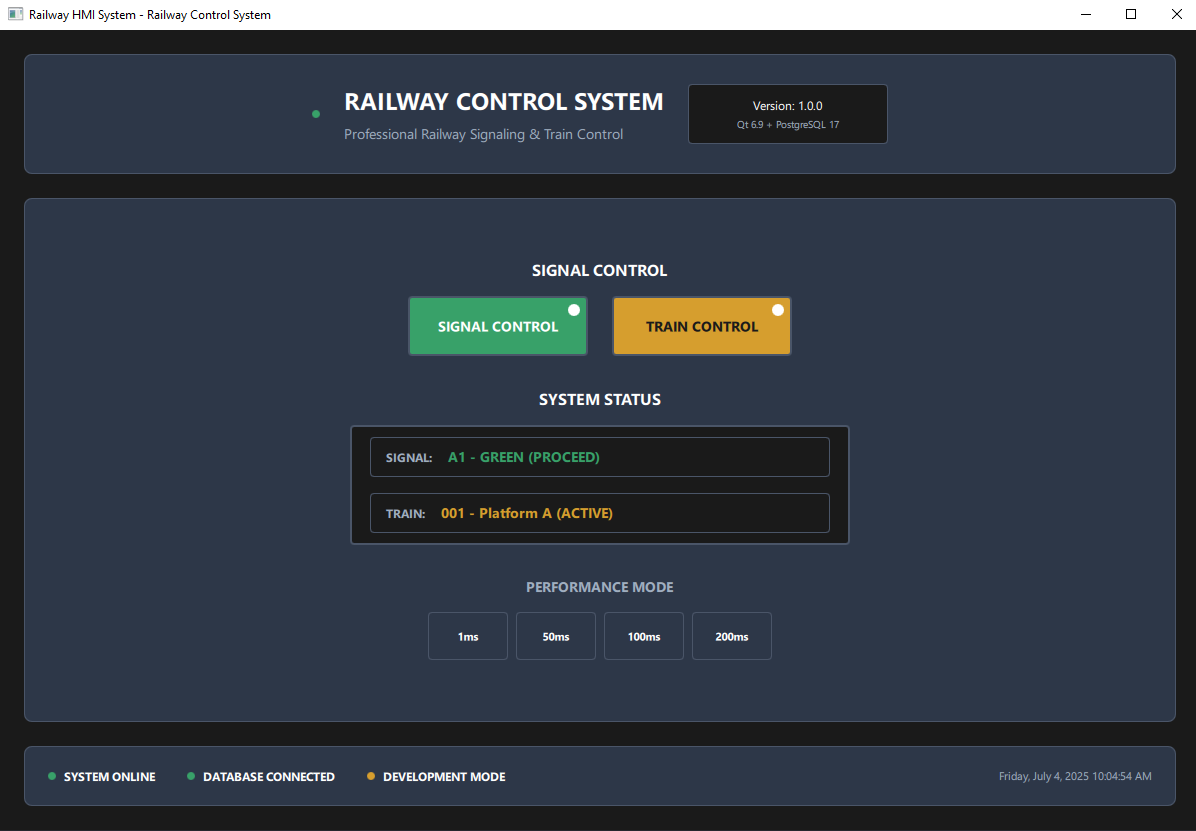 Railway HMI System - Railway Control System
RAILWAY CONTROL SYSTEM
Professional Railway Signaling & Train Control
Version: 1.0.0
Qt 6.9 + PostgreSQL 17
SIGNAL CONTROL
SIGNAL CONTROL
TRAIN CONTROL
SYSTEM STATUS
SIGNAL: A1 - GREEN (PROCEED)
TRAIN: 001 - Platform A (ACTIVE)
PERFORMANCE MODE
1ms
50ms
100ms
200ms
SYSTEM ONLINE
DATABASE CONNECTED
DEVELOPMENT MODE
Friday, July 4, 2025 10:04:54 AM